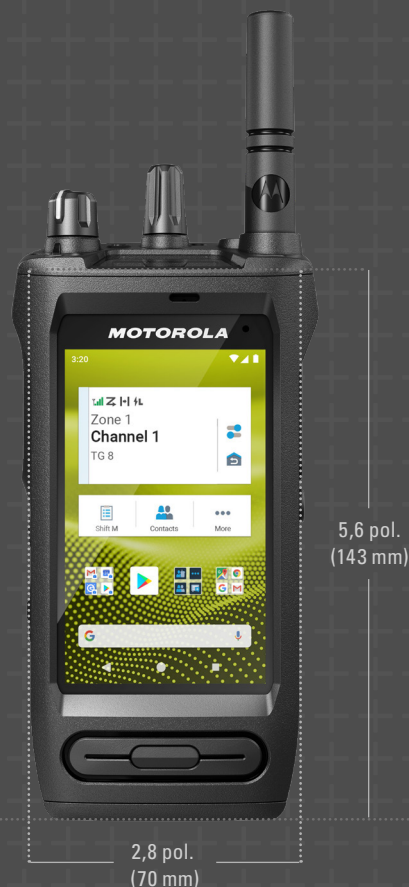 MOTOROLA
3:20
Zone 1
Channel 1
TG 8
Shift M Contacts More
5,6 pol.
(143 mm)
2,8 pol.
(70 mm)